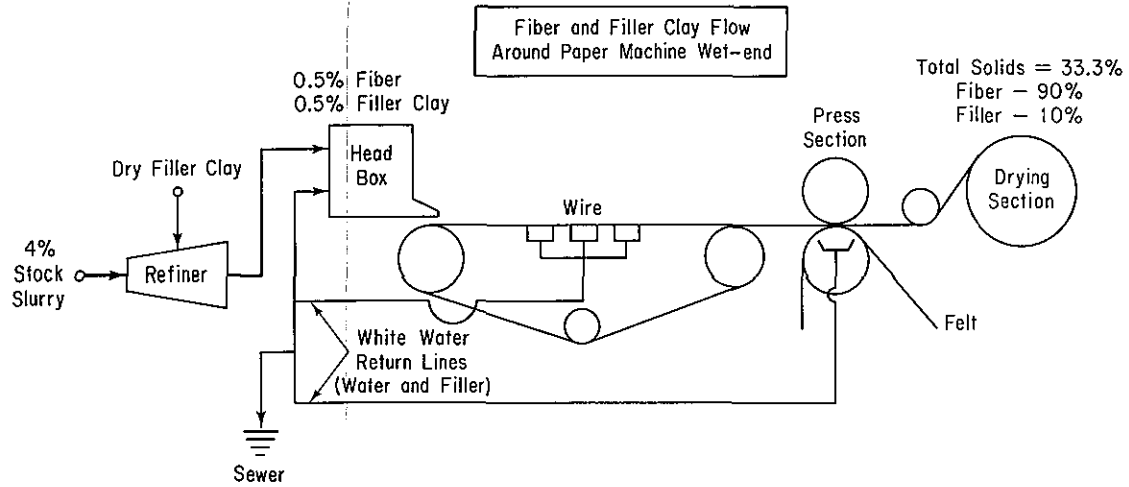 Fiber and Filler Clay Flow
Around Paper Machine Wet-end
Total Solids = 33.3%
Fiber - 90%
Filler - 10%
0.5% Fiber
0.5% Filler Clay
Press
Section
Head
Box
Dry Filler Clay
Drying
Section
Wire
4%
Stock
Slurry
Refiner
Felt
White Water
Return Lines
(Water and Filler)
Sewer